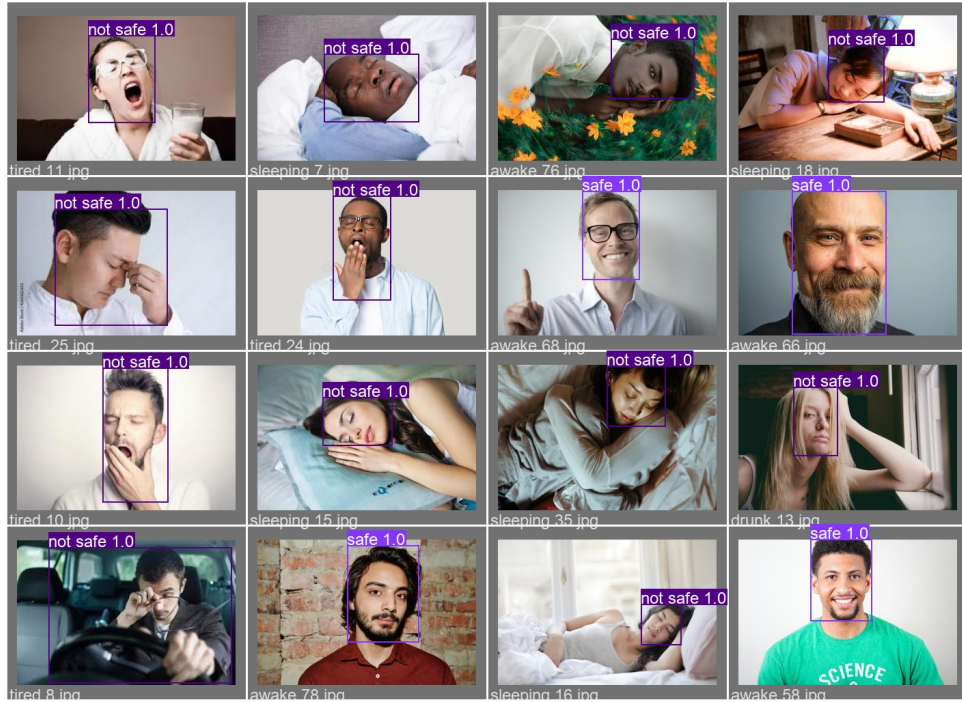 not safe 1.0
not safe 1.0
not safe 1.0
not safe 1.0
tired 11.jpg
sleeping 7.jpg
awake 76.jpg
sleeping 18.jpg
not safe 1.0
not safe 1.0
safe 1.0
safe 1.0
tired 25.jpg
tired 24.jpg
awake 68.jpg
awake 66.jpg
not safe 1.0
not safe 1.0
not safe 1.0
not safe 1.0
tired 10.jpg
sleeping 15.jpg
sleeping 35.jpg
drunk 13.jpg
not safe 1.0
safe 1.0
not safe 1.0
safe 1.0
SCIENCE
tired 8.jpg
awake 78.jpg
sleeping 16.jpg
awake 58.jpg